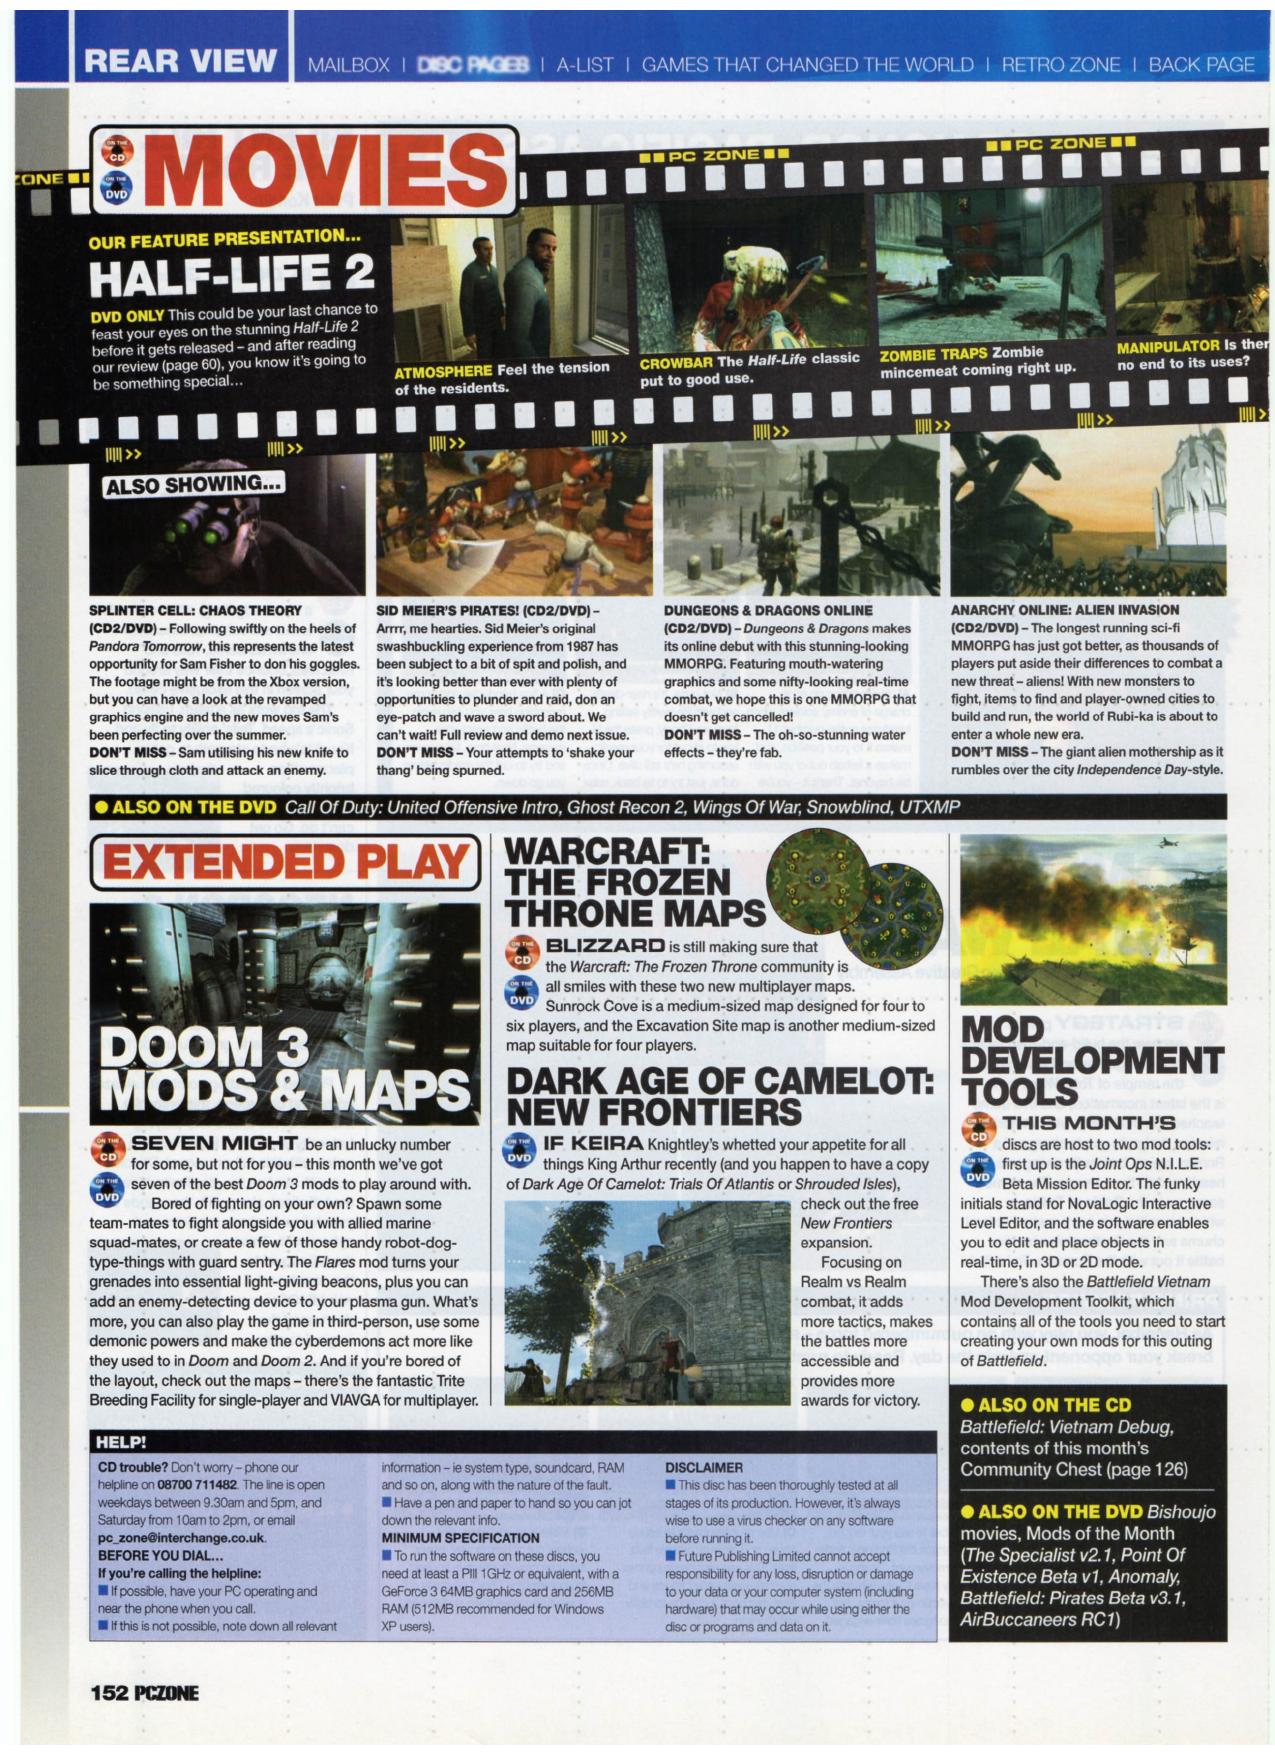 REAR VIEW
MAILBOX | DISC PAGES | A-LIST | GAMES THAT CHANGED THE WORLD | RETRO ZONE | BACK PAGE
ON THE CD
ON THE DVD
MOVIES
ZONE
PC ZONE
PC ZONE
OUR FEATURE PRESENTATION...
HALF-LIFE 2
DVD ONLY This could be your last chance to
feast your eyes on the stunning Half-Life 2
before it gets released – and after reading
our review (page 60), you know it's going to
be something special...
ATMOSPHERE Feel the tension
of the residents.
CROWBAR The Half-Life classic
put to good use.
ZOMBIE TRAPS Zombie
mincemeat coming right up.
MANIPULATOR Is ther
no end to its uses?
ALSO SHOWING...
SPLINTER CELL: CHAOS THEORY
(CD2/DVD) – Following swiftly on the heels of
Pandora Tomorrow, this represents the latest
opportunity for Sam Fisher to don his goggles.
The footage might be from the Xbox version,
but you can have a look at the revamped
graphics engine and the new moves Sam's
been perfecting over the summer.
DON'T MISS – Sam utilising his new knife to
slice through cloth and attack an enemy.
SID MEIER'S PIRATES! (CD2/DVD) –
Arrrr, me hearties. Sid Meier's original
swashbuckling experience from 1987 has
been subject to a bit of spit and polish, and
it's looking better than ever with plenty of
opportunities to plunder and raid, don an
eye-patch and wave a sword about. We
can't wait! Full review and demo next issue.
DON'T MISS – Your attempts to 'shake your
thang' being spurned.
DUNGEONS & DRAGONS ONLINE
(CD2/DVD) – Dungeons & Dragons makes
its online debut with this stunning-looking
MMORPG. Featuring mouth-watering
graphics and some nifty-looking real-time
combat, we hope this is one MMORPG that
doesn't get cancelled!
DON'T MISS – The oh-so-stunning water
effects – they're fab.
ANARCHY ONLINE: ALIEN INVASION
(CD2/DVD) – The longest running sci-fi
MMORPG has just got better, as thousands of
players put aside their differences to combat a
new threat – aliens! With new monsters to
fight, items to find and player-owned cities to
build and run, the world of Rubi-ka is about to
enter a whole new era.
DON'T MISS – The giant alien mothership as it
rumbles over the city Independence Day-style.
● ALSO ON THE DVD Call Of Duty: United Offensive Intro, Ghost Recon 2, Wings Of War, Snowblind, UTXMP
EXTENDED PLAY
DOOM 3
MODS & MAPS
ON THE CD
ON THE DVD
SEVEN MIGHT be an unlucky number
for some, but not for you – this month we've got
seven of the best Doom 3 mods to play around with.
Bored of fighting on your own? Spawn some
team-mates to fight alongside you with allied marine
squad-mates, or create a few of those handy robot-dog-
type-things with guard sentry. The Flares mod turns your
grenades into essential light-giving beacons, plus you can
add an enemy-detecting device to your plasma gun. What's
more, you can also play the game in third-person, use some
demonic powers and make the cyberdemons act more like
they used to in Doom and Doom 2. And if you're bored of
the layout, check out the maps – there's the fantastic Trite
Breeding Facility for single-player and VIAVGA for multiplayer.
WARCRAFT:
THE FROZEN
THRONE MAPS
ON THE CD
ON THE DVD
BLIZZARD is still making sure that
the Warcraft: The Frozen Throne community is
all smiles with these two new multiplayer maps.
Sunrock Cove is a medium-sized map designed for four to
six players, and the Excavation Site map is another medium-sized
map suitable for four players.
DARK AGE OF CAMELOT:
NEW FRONTIERS
ON THE DVD
IF KEIRA Knightley's whetted your appetite for all
things King Arthur recently (and you happen to have a copy
of Dark Age Of Camelot: Trials Of Atlantis or Shrouded Isles),
check out the free
New Frontiers
expansion.
Focusing on
Realm vs Realm
combat, it adds
more tactics, makes
the battles more
accessible and
provides more
awards for victory.
MOD
DEVELOPMENT
TOOLS
ON THE CD
ON THE DVD
THIS MONTH'S
discs are host to two mod tools:
first up is the Joint Ops N.I.L.E.
Beta Mission Editor. The funky
initials stand for NovaLogic Interactive
Level Editor, and the software enables
you to edit and place objects in
real-time, in 3D or 2D mode.
There's also the Battlefield Vietnam
Mod Development Toolkit, which
contains all of the tools you need to start
creating your own mods for this outing
of Battlefield.
● ALSO ON THE CD
Battlefield: Vietnam Debug,
contents of this month's
Community Chest (page 126)
● ALSO ON THE DVD Bishoujo
movies, Mods of the Month
(The Specialist v2.1, Point Of
Existence Beta v1, Anomaly,
Battlefield: Pirates Beta v3.1,
AirBuccaneers RC1)
HELP!
CD trouble? Don't worry – phone our
helpline on 08700 711482. The line is open
weekdays between 9.30am and 5pm, and
Saturday from 10am to 2pm, or email
pc_zone@interchange.co.uk.
BEFORE YOU DIAL...
If you're calling the helpline:
■ If possible, have your PC operating and
near the phone when you call.
■ If this is not possible, note down all relevant
information – ie system type, soundcard, RAM
and so on, along with the nature of the fault.
■ Have a pen and paper to hand so you can jot
down the relevant info.
MINIMUM SPECIFICATION
■ To run the software on these discs, you
need at least a PIII 1GHz or equivalent, with a
GeForce 3 64MB graphics card and 256MB
RAM (512MB recommended for Windows
XP users).
DISCLAIMER
■ This disc has been thoroughly tested at all
stages of its production. However, it's always
wise to use a virus checker on any software
before running it.
■ Future Publishing Limited cannot accept
responsibility for any loss, disruption or damage
to your data or your computer system (including
hardware) that may occur while using either the
disc or programs and data on it.
152 PCZONE